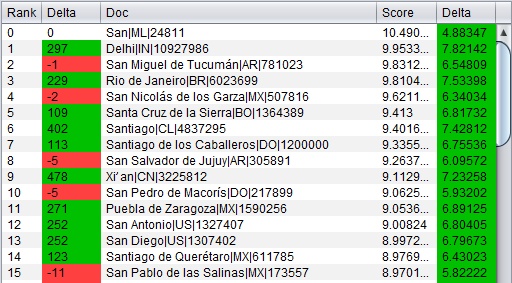 Rank Delta Doc Score Delta
0 0 San|ML|24811 10.490... 4.88347
1 297 Delhi|IN|10927986 9.9533... 7.82142
2 -1 San Miguel de Tucumán|AR|781023 9.8312... 6.54809
3 229 Rio de Janeiro|BR|6023699 9.8104... 7.53398
4 -2 San Nicolás de los Garza|MX|507816 9.6211... 6.34034
5 109 Santa Cruz de la Sierra|BO|1364389 9.413 6.81732
6 402 Santiago|CL|4837295 9.4016... 7.42812
7 113 Santiago de los Caballeros|DO|1200000 9.3355... 6.75536
8 -5 San Salvador de Jujuy|AR|305891 9.2637... 6.09572
9 478 Xi’an|CN|3225812 9.1129... 7.23258
10 -5 San Pedro de Macorís|DO|217899 9.0625... 5.93202
11 271 Puebla de Zaragoza|MX|1590256 9.0536... 6.89125
12 252 San Antonio|US|1327407 9.00824 6.80405
13 252 San Diego|US|1307402 8.9972... 6.79673
14 123 Santiago de Querétaro|MX|611785 8.9769... 6.43023
15 -11 San Pablo de las Salinas|MX|173557 8.9701... 5.82222